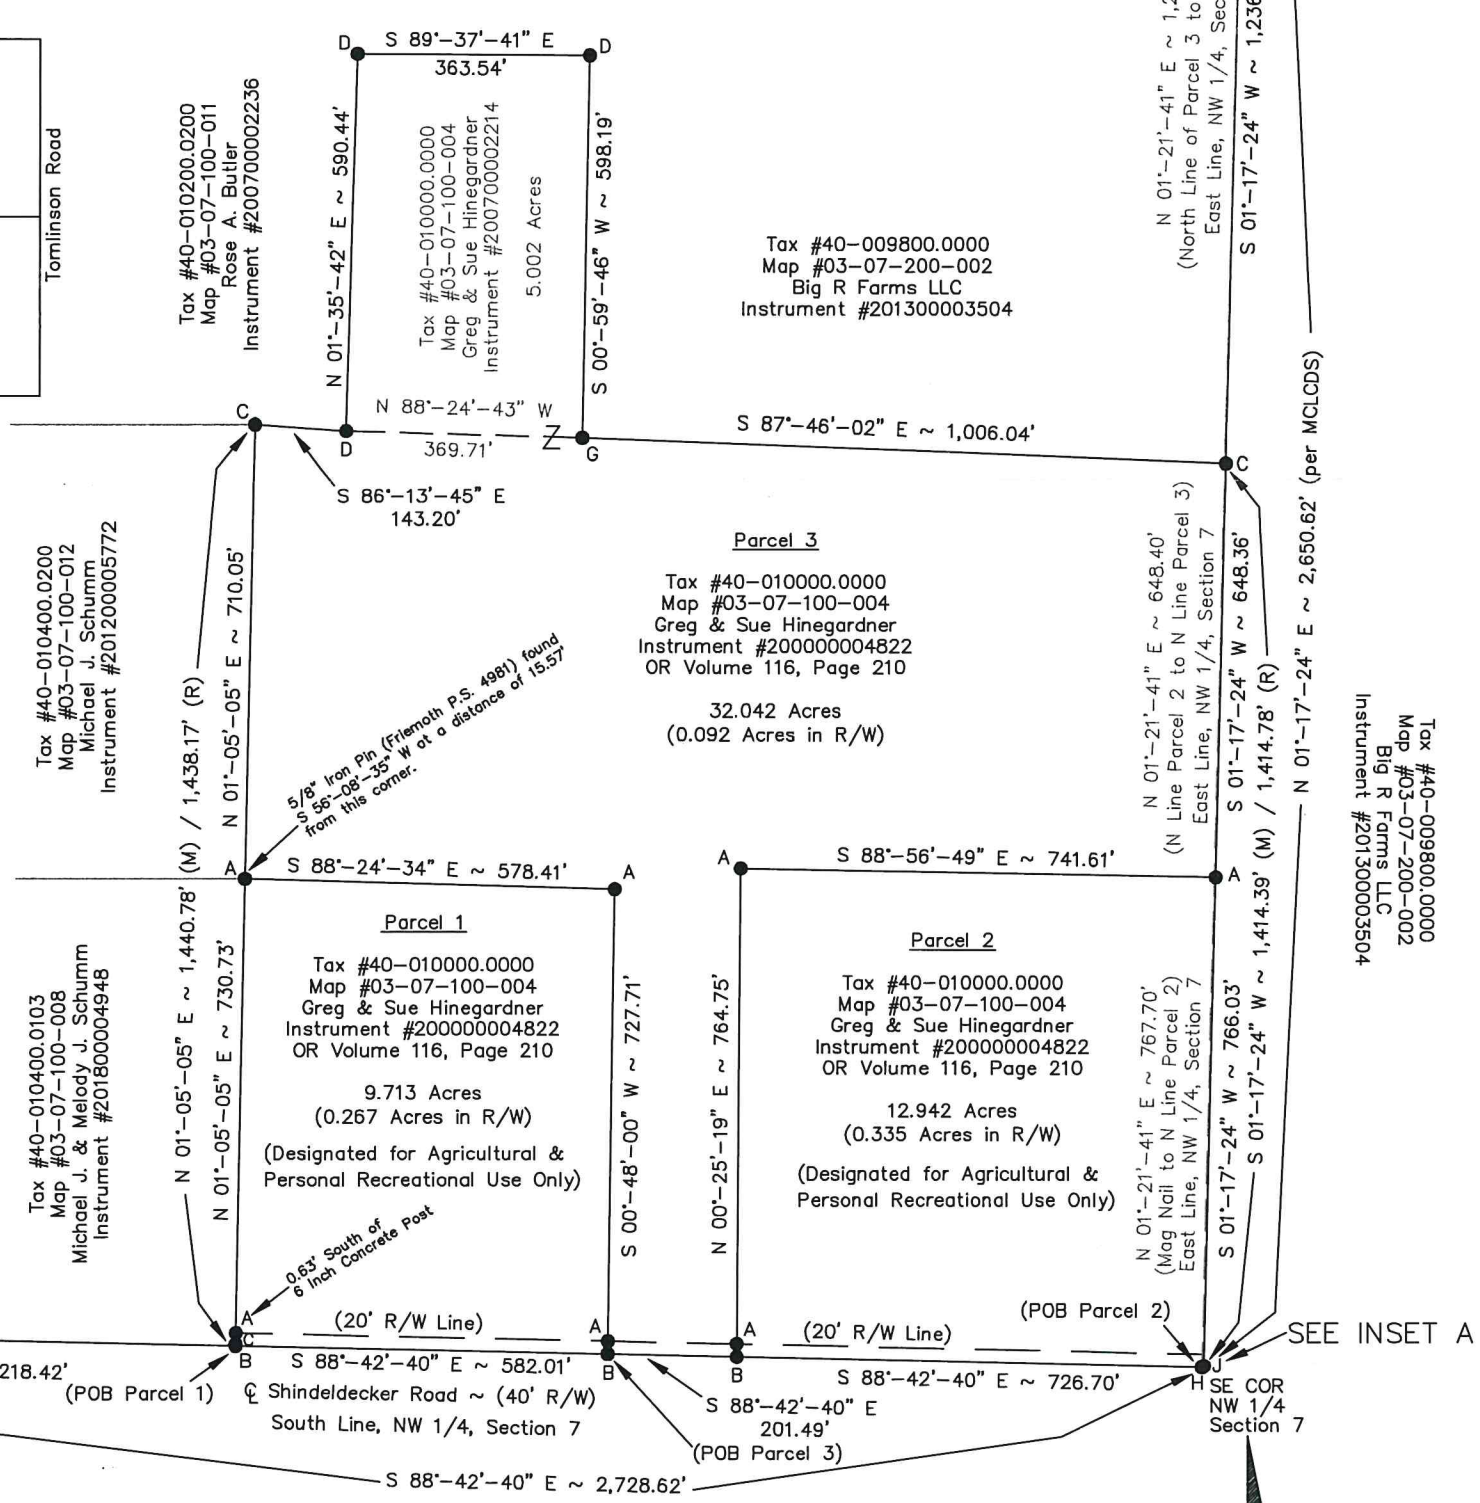 Tomlinson Road
Tax #40-010200.0200
Map #03-07-100-011
Rose A. Butler
Instrument #200700002236
D
S 89°-37'-41" E
D
363.54'
N 01°-35'-42" E ~ 590.44'
Tax #40-010000.0000
Map #03-07-100-004
Greg & Sue Hinegardner
Instrument #200700002214
5.002 Acres
S 00°-59'-46" W ~ 598.19'
Tax #40-009800.0000
Map #03-07-200-002
Big R Farms LLC
Instrument #201300003504
N 01°-21'-41" E ~
(North Line of Parcel 3 to
East Line, NW 1/4,
S 01°-17'-24" W ~
C
N 88°-24'-43" W
D
369.71'
Z
G
S 87°-46'-02" E ~ 1,006.04'
C
S 86°-13'-45" E
143.20'
N 01°-17'-24" E ~ 2,650.62' (per MCLCDS)
Tax #40-010400.0200
Map #03-07-100-012
Michael J. Schumm
Instrument #201200005772
N 01°-05'-05" E ~ 1,440.78' (M) / 1,438.17' (R)
N 01°-05'-05" E ~ 710.05'
5/8" Iron Pin (Friemoth P.S. 4981) found
S 56°-08'-35" W at a distance of 15.57'
from this corner.
Parcel 3
Tax #40-010000.0000
Map #03-07-100-004
Greg & Sue Hinegardner
Instrument #200000004822
OR Volume 116, Page 210
32.042 Acres
(0.092 Acres in R/W)
N 01°-21'-41" E ~ 648.40'
(N Line Parcel 2 to N Line Parcel 3)
East Line, NW 1/4, Section 7
S 01°-17'-24" W ~ 648.36'
S 01°-17'-24" W ~ 1,414.39' (M) / 1,414.78' (R)
Tax #40-009800.0000
Map #03-07-200-002
Big R Farms LLC
Instrument #201300003504
A
S 88°-24'-34" E ~ 578.41'
A
A
S 88°-56'-49" E ~ 741.61'
A
Tax #40-010400.0103
Map #03-07-100-008
Michael J. & Melody J. Schumm
Instrument #201800004948
N 01°-05'-05" E ~ 730.73'
Parcel 1
Tax #40-010000.0000
Map #03-07-100-004
Greg & Sue Hinegardner
Instrument #200000004822
OR Volume 116, Page 210
9.713 Acres
(0.267 Acres in R/W)
(Designated for Agricultural &
Personal Recreational Use Only)
S 00°-48'-00" W ~ 727.71'
N 00°-25'-19" E ~ 764.75'
Parcel 2
Tax #40-010000.0000
Map #03-07-100-004
Greg & Sue Hinegardner
Instrument #200000004822
OR Volume 116, Page 210
12.942 Acres
(0.335 Acres in R/W)
(Designated for Agricultural &
Personal Recreational Use Only)
N 01°-21'-41" E ~ 767.70'
(Mag Nail to N Line Parcel 2)
East Line, NW 1/4, Section 7
S 01°-17'-24" W ~ 766.03'
0.63' South of
6 Inch Concrete Post
A
C
B
(20' R/W Line)
A
B
A
B
(20' R/W Line)
(POB Parcel 2)
J
H
SEE INSET A
218.42'
(POB Parcel 1)
S 88°-42'-40" E ~ 582.01'
℄ Shindeldecker Road ~ (40' R/W)
South Line, NW 1/4, Section 7
S 88°-42'-40" E
201.49'
(POB Parcel 3)
S 88°-42'-40" E ~ 726.70'
SE COR
NW 1/4
Section 7
S 88°-42'-40" E ~ 2,728.62'